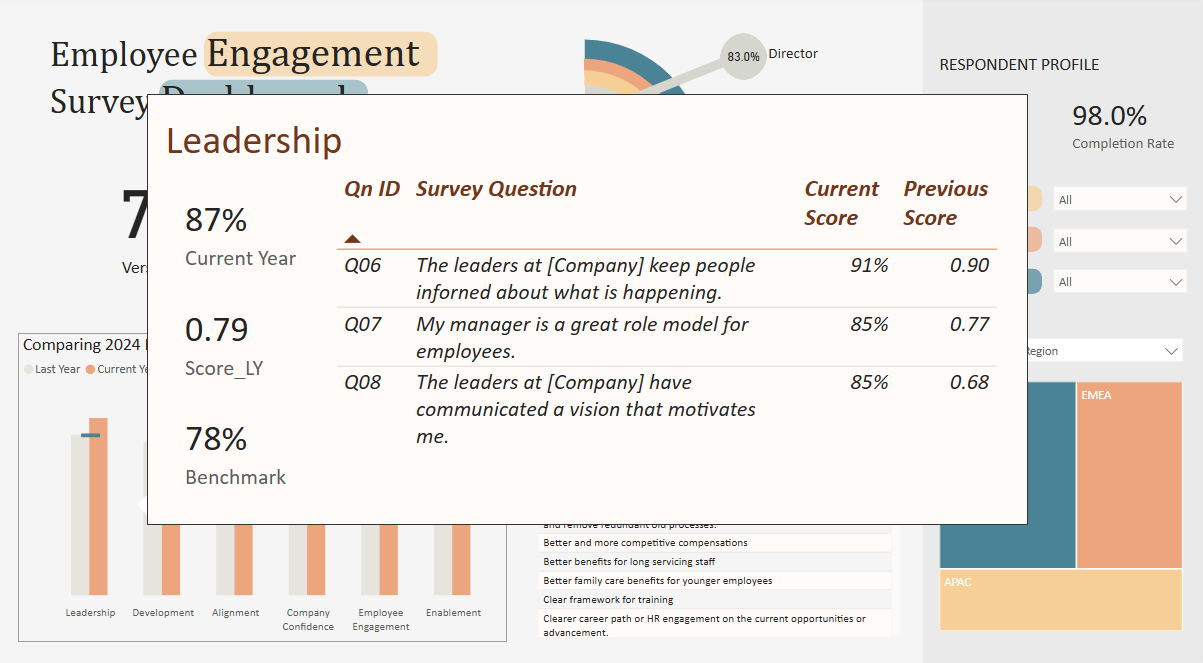 Employee Engagement
Survey
83.0%
Director
RESPONDENT PROFILE
98.0%
Completion Rate
All
All
All
Region
EMEA
APAC
7
Leadership
87%
Current Year
0.79
Score_LY
78%
Benchmark
Qn ID Survey Question Current Score Previous Score
Q06 The leaders at [Company] keep people 91% 0.90
inforned about what is happening.
Q07 My manager is a great role model for 85% 0.77
employees.
Q08 The leaders at [Company] have 85% 0.68
communicated a vision that motivates
me.
Comparing 2024
Last Year Current
Leadership Development Alignment Company Confidence Employee Engagement Enablement
and remove redundant old processes.
Better and more competitive compensations
Better benefits for long servicing staff
Better family care benefits for younger employees
Clear framework for training
Clearer career path or HR engagement on the current opportunities or
advancement.